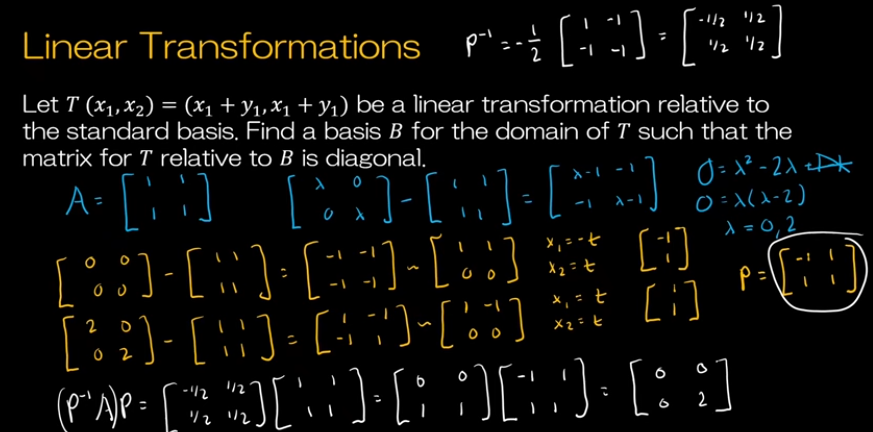 Linear Transformations
P⁻¹ = -1/2 [1 -1; -1 -1] = [-1/2 1/2; 1/2 1/2]
Let T (x₁, x₂) = (x₁ + y₁, x₁ + y₁) be a linear transformation relative to
the standard basis. Find a basis B for the domain of T such that the
matrix for T relative to B is diagonal.
A = [1 1; 1 1] [λ 0; 0 λ] - [1 1; 1 1] = [λ-1 -1; -1 λ-1]
0 = λ² - 2λ
0 = λ(λ-2)
λ = 0, 2
[0 0; 0 0] - [1 1; 1 1] = [-1 -1; -1 -1] ~ [1 1; 0 0] x₁ = -t x₂ = t [-1; 1]
P = [-1 1; 1 1]
[2 0; 0 2] - [1 1; 1 1] = [1 -1; -1 1] ~ [1 -1; 0 0] x₁ = t x₂ = t [1; 1]
(P⁻¹A)P = [-1/2 1/2; 1/2 1/2][1 1; 1 1] = [0 0; 1 1][-1 1; 1 1] = [0 0; 0 2]